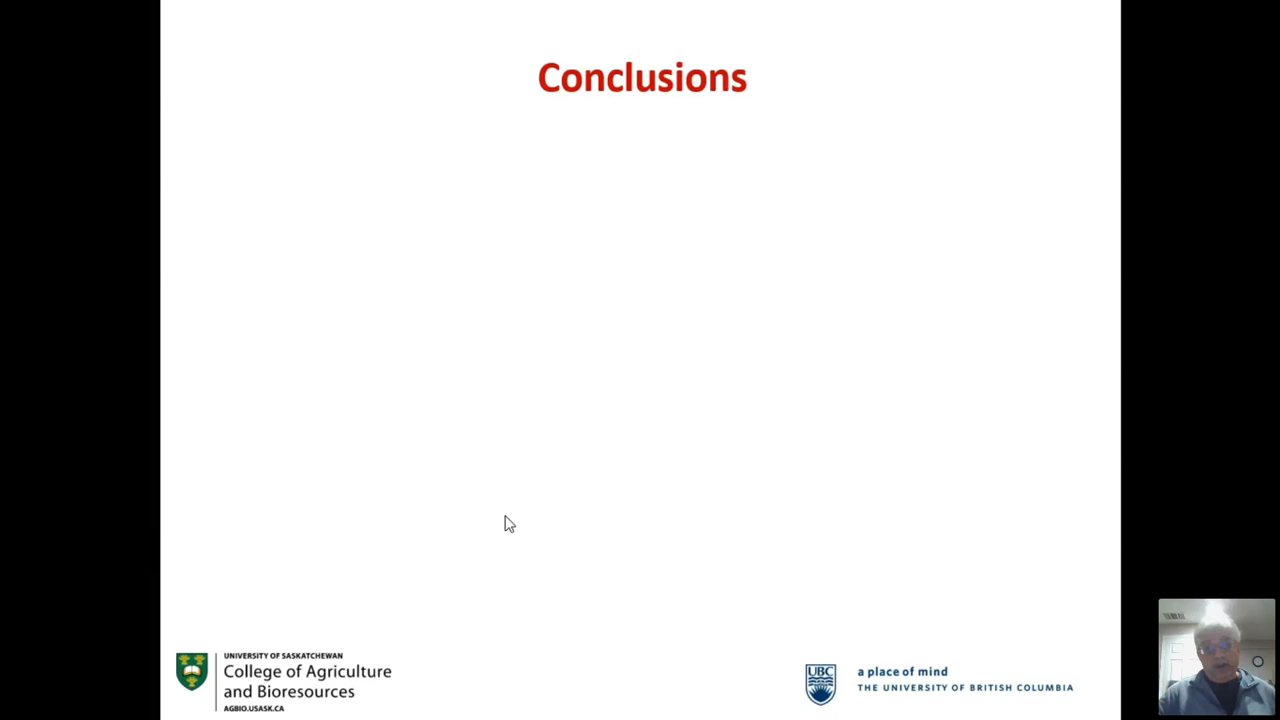 Conclusions
UNIVERSITY OF SASKATCHEWAN
College of Agriculture
and Bioresources
AGBIO.USASK.CA
UBC
a place of mind
THE UNIVERSITY OF BRITISH COLUMBIA